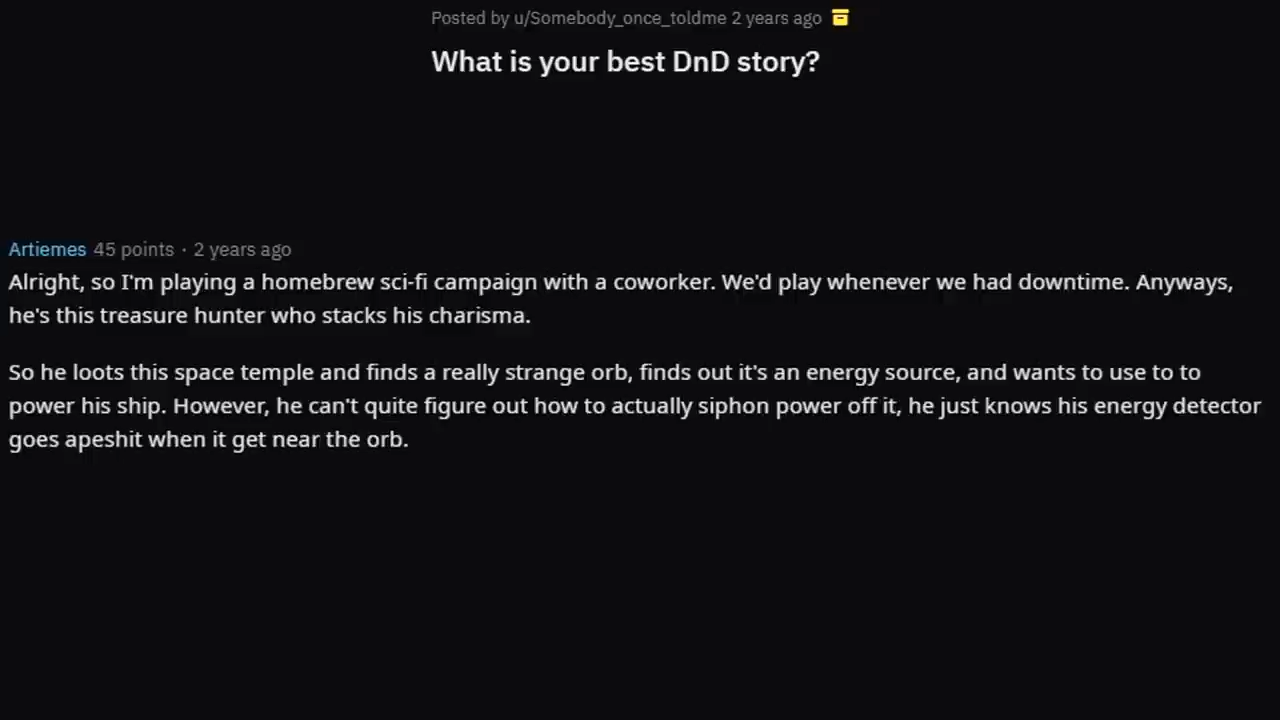 Posted by u/Somebody_once_toldme 2 years ago
What is your best DnD story?
Artiemes 45 points · 2 years ago
Alright, so I'm playing a homebrew sci-fi campaign with a coworker. We'd play whenever we had downtime. Anyways,
he's this treasure hunter who stacks his charisma.
So he loots this space temple and finds a really strange orb, finds out it's an energy source, and wants to use to to
power his ship. However, he can't quite figure out how to actually siphon power off it, he just knows his energy detector
goes apeshit when it get near the orb.